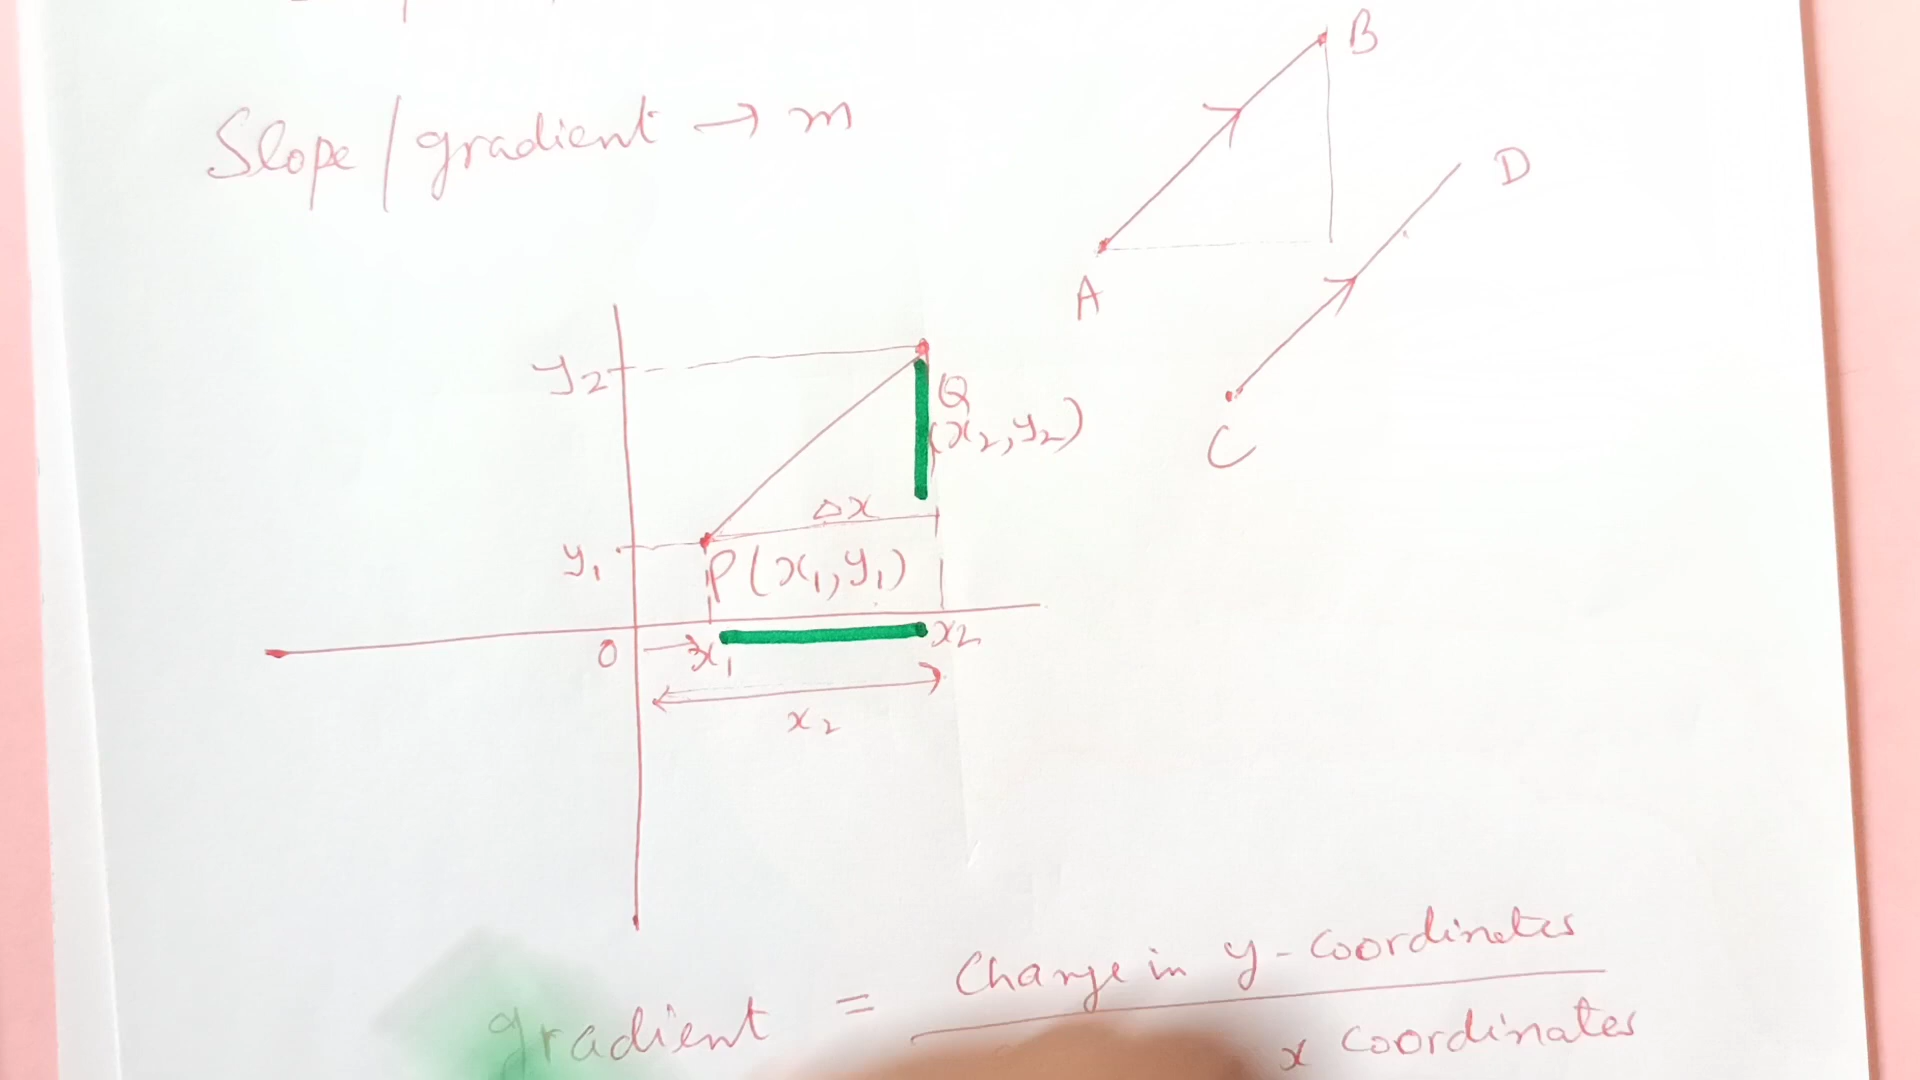 Slope/gradient → m
B
D
A
C
y₂
Q
(x₂, y₂)
Δx
y₁
P(x₁, y₁)
0
x₁
x₂
x₂
gradient = Change in y-coordinates
x coordinates